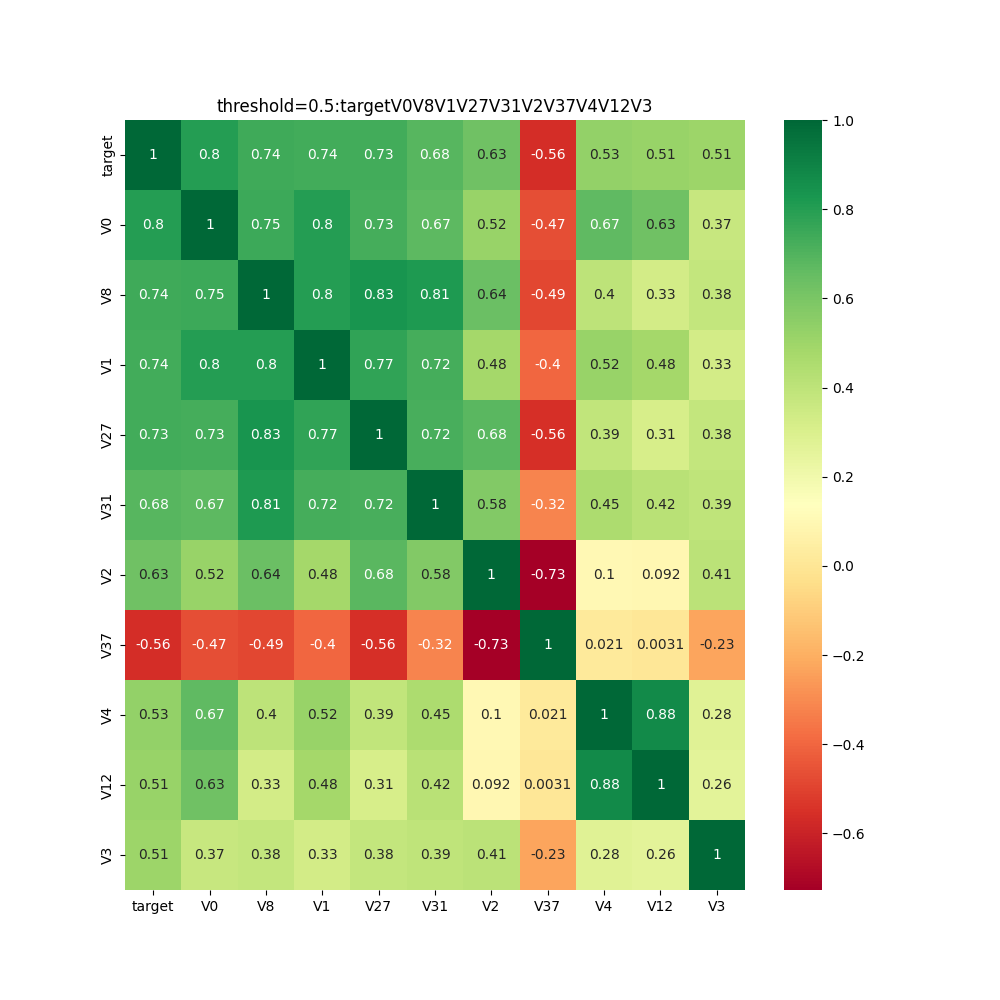 threshold=0.5:targetV0V8V1V27V31V2V37V4V12V3
target 1 0.8 0.74 0.74 0.73 0.68 0.63 -0.56 0.53 0.51 0.51
V0 0.8 1 0.75 0.8 0.73 0.67 0.52 -0.47 0.67 0.63 0.37
V8 0.74 0.75 1 0.8 0.83 0.81 0.64 -0.49 0.4 0.33 0.38
V1 0.74 0.8 0.8 1 0.77 0.72 0.48 -0.4 0.52 0.48 0.33
V27 0.73 0.73 0.83 0.77 1 0.72 0.68 -0.56 0.39 0.31 0.38
V31 0.68 0.67 0.81 0.72 0.72 1 0.58 -0.32 0.45 0.42 0.39
V2 0.63 0.52 0.64 0.48 0.68 0.58 1 -0.73 0.1 0.092 0.41
V37 -0.56 -0.47 -0.49 -0.4 -0.56 -0.32 -0.73 1 0.021 0.0031 -0.23
V4 0.53 0.67 0.4 0.52 0.39 0.45 0.1 0.021 1 0.88 0.28
V12 0.51 0.63 0.33 0.48 0.31 0.42 0.092 0.0031 0.88 1 0.26
V3 0.51 0.37 0.38 0.33 0.38 0.39 0.41 -0.23 0.28 0.26 1
target V0 V8 V1 V27 V31 V2 V37 V4 V12 V3
1.0
0.8
0.6
0.4
0.2
0.0
−0.2
−0.4
−0.6